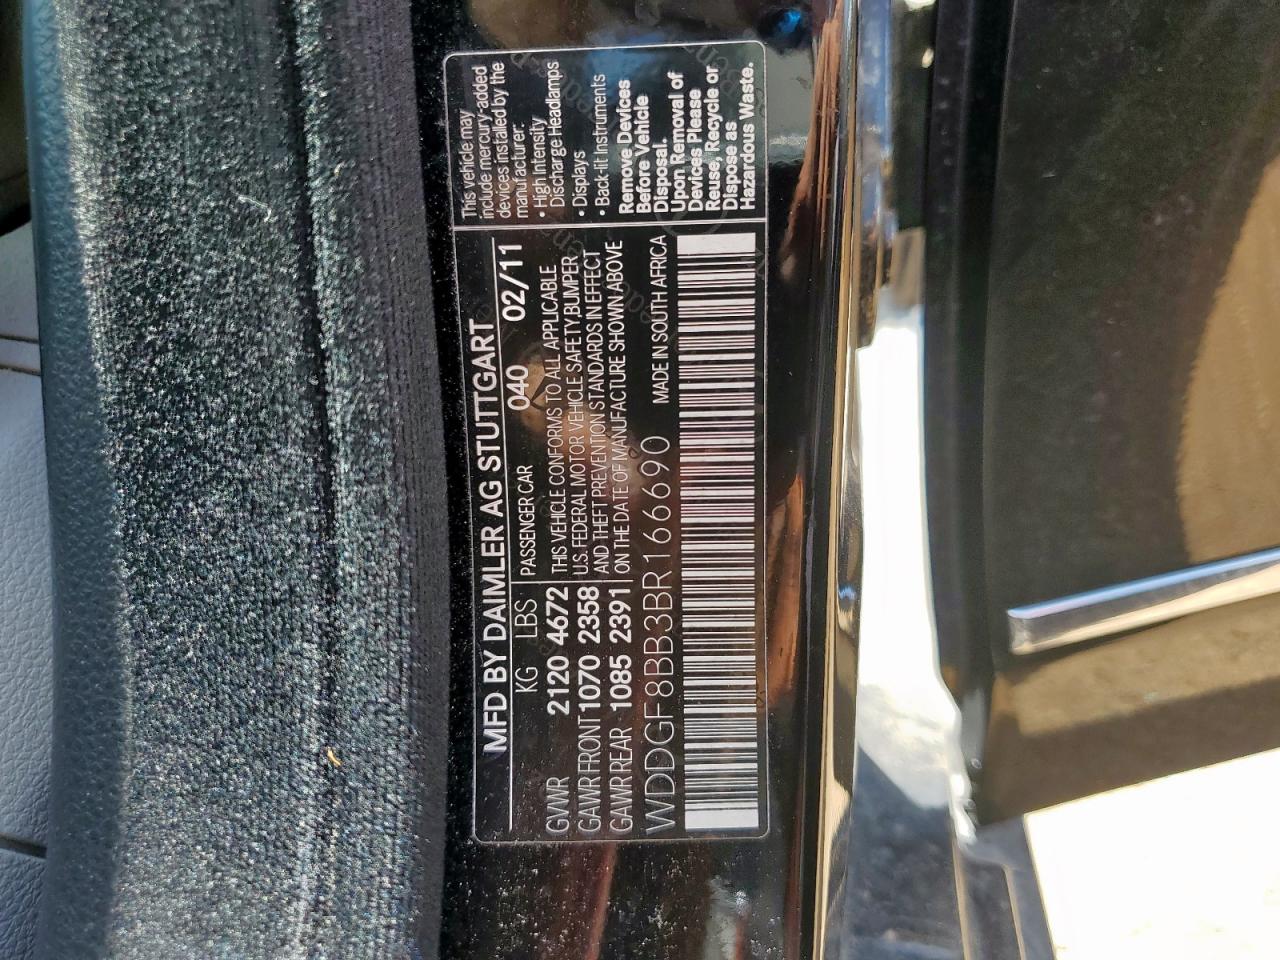 MFD BY DAIMLER AG STUTTGART
KG LBS PASSENGER CAR 040 02/11
GVWR 2120 4672
GAWR FRONT 1070 2358
GAWR REAR 1085 2391
THIS VEHICLE CONFORMS TO ALL APPLICABLE
U.S. FEDERAL MOTOR VEHICLE SAFETY,BUMPER,
AND THEFT PREVENTION STANDARDS IN EFFECT
ON THE DATE OF MANUFACTURE SHOWN ABOVE
WDDGF8BB3BR166690 MADE IN SOUTH AFRICA
This vehicle may
include mercury-added
devices installed by the
manufacturer:
• High Intensity
Discharge Headlamps
• Displays
• Back-lit Instruments
Remove Devices
Before Vehicle
Disposal.
Upon Removal of
Devices Please
Reuse, Recycle or
Dispose as
Hazardous Waste.